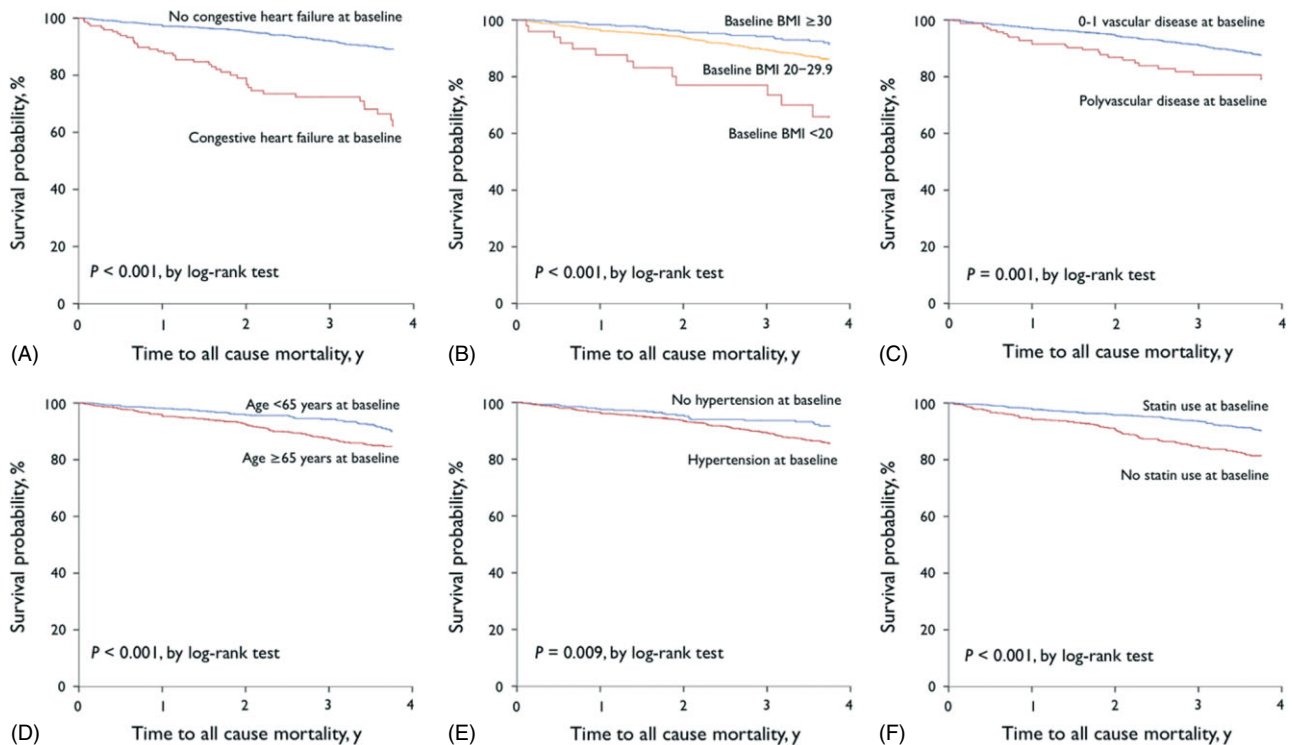 100
80
60
40
20
0
Survival probability, %
No congestive heart failure at baseline
Congestive heart failure at baseline
P < 0.001, by log-rank test
0 1 2 3 4
(A)
Time to all cause mortality, y
100
80
60
40
20
0
Survival probability, %
Baseline BMI ≥30
Baseline BMI 20–29.9
Baseline BMI <20
P < 0.001, by log-rank test
0 1 2 3 4
(B)
Time to all cause mortality, y
100
80
60
40
20
0
Survival probability, %
0-1 vascular disease at baseline
Polyvascular disease at baseline
P = 0.001, by log-rank test
0 1 2 3 4
(C)
Time to all cause mortality, y
100
80
60
40
20
0
Survival probability, %
Age <65 years at baseline
Age ≥65 years at baseline
P < 0.001, by log-rank test
0 1 2 3 4
(D)
Time to all cause mortality, y
100
80
60
40
20
0
Survival probability, %
No hypertension at baseline
Hypertension at baseline
P = 0.009, by log-rank test
0 1 2 3 4
(E)
Time to all cause mortality, y
100
80
60
40
20
0
Survival probability, %
Statin use at baseline
No statin use at baseline
P < 0.001, by log-rank test
0 1 2 3 4
(F)
Time to all cause mortality, y